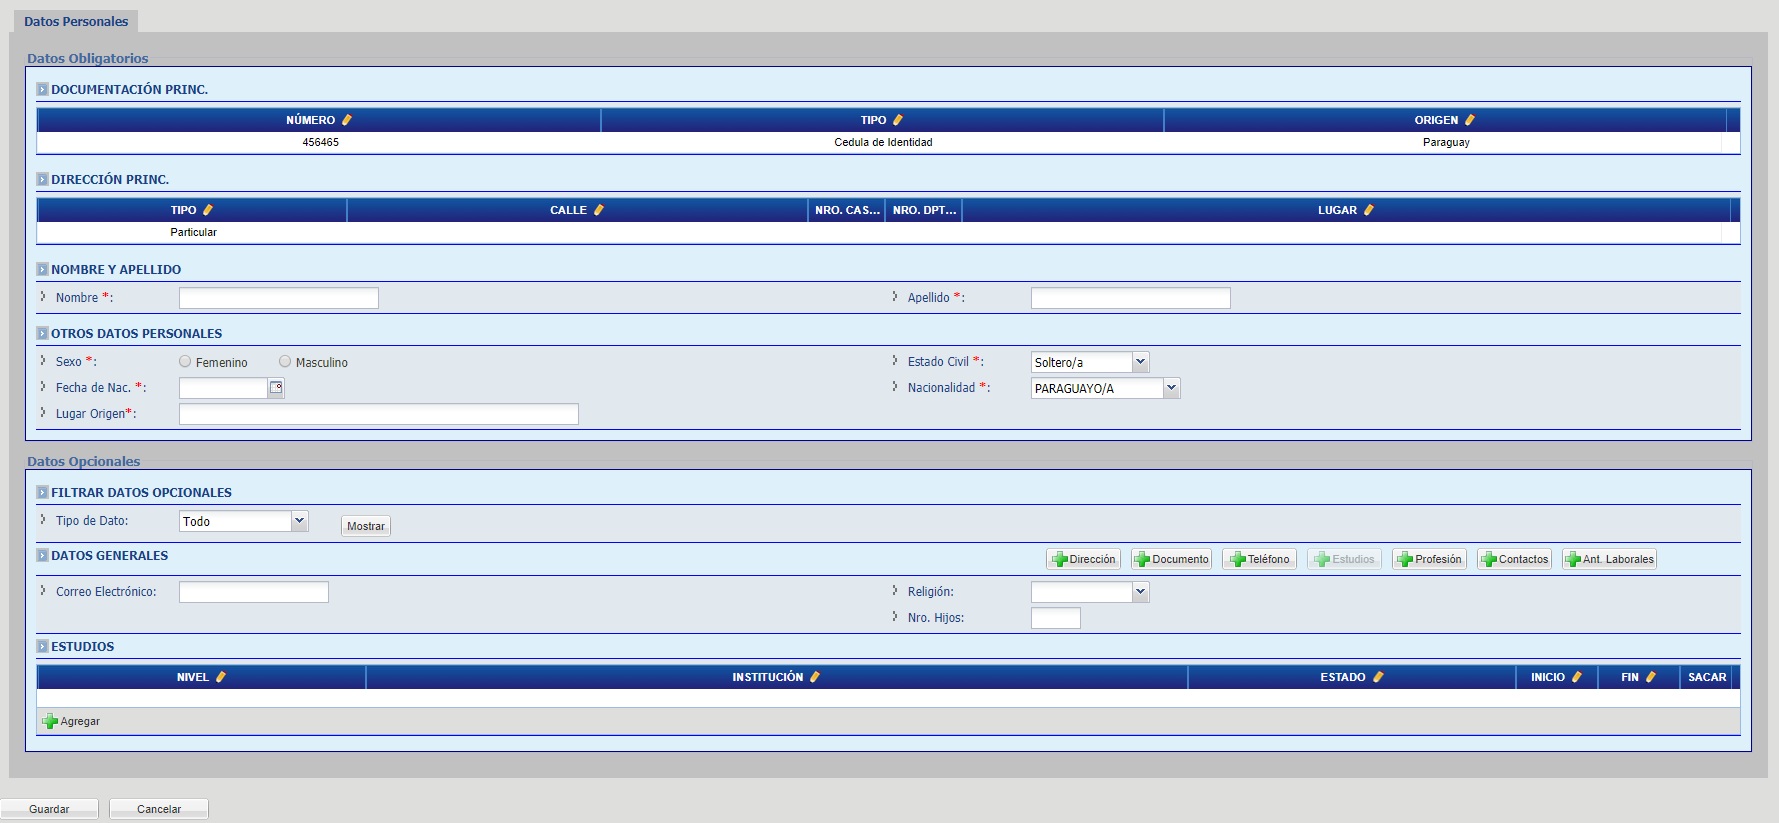 Datos Personales
Datos Obligatorios
DOCUMENTACIÓN PRINC.
NÚMERO TIPO ORIGEN
456465 Cedula de Identidad Paraguay
DIRECCIÓN PRINC.
TIPO CALLE NRO. CAS... NRO. DPT... LUGAR
Particular
NOMBRE Y APELLIDO
Nombre *: Apellido *:
OTROS DATOS PERSONALES
Sexo *: Femenino Masculino Estado Civil *: Soltero/a
Fecha de Nac. *: Nacionalidad *: PARAGUAYO/A
Lugar Origen*:
Datos Opcionales
FILTRAR DATOS OPCIONALES
Tipo de Dato: Todo Mostrar
DATOS GENERALES Dirección Documento Teléfono Estudios Profesión Contactos Ant. Laborales
Correo Electrónico: Religión:
Nro. Hijos:
ESTUDIOS
NIVEL INSTITUCIÓN ESTADO INICIO FIN SACAR
Agregar
Guardar Cancelar